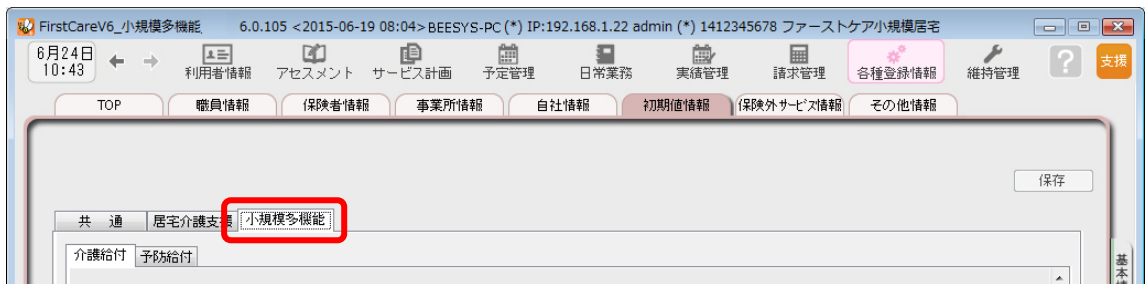 FirstCareV6_小規模多機能 6.0.105 <2015-06-19 08:04> BEESYS-PC (*) IP:192.168.1.22 admin (*) 1412345678 ファーストケア小規模居宅
6月24日
10:43
利用者情報 アセスメント サービス計画 予定管理 日常業務 実績管理 請求管理 各種登録情報 維持管理 ? 支援
TOP 職員情報 保険者情報 事業所情報 自社情報 初期値情報 保険外サービス情報 その他情報
保存
共 通 居宅介護支援 小規模多機能
介護給付 予防給付
基本